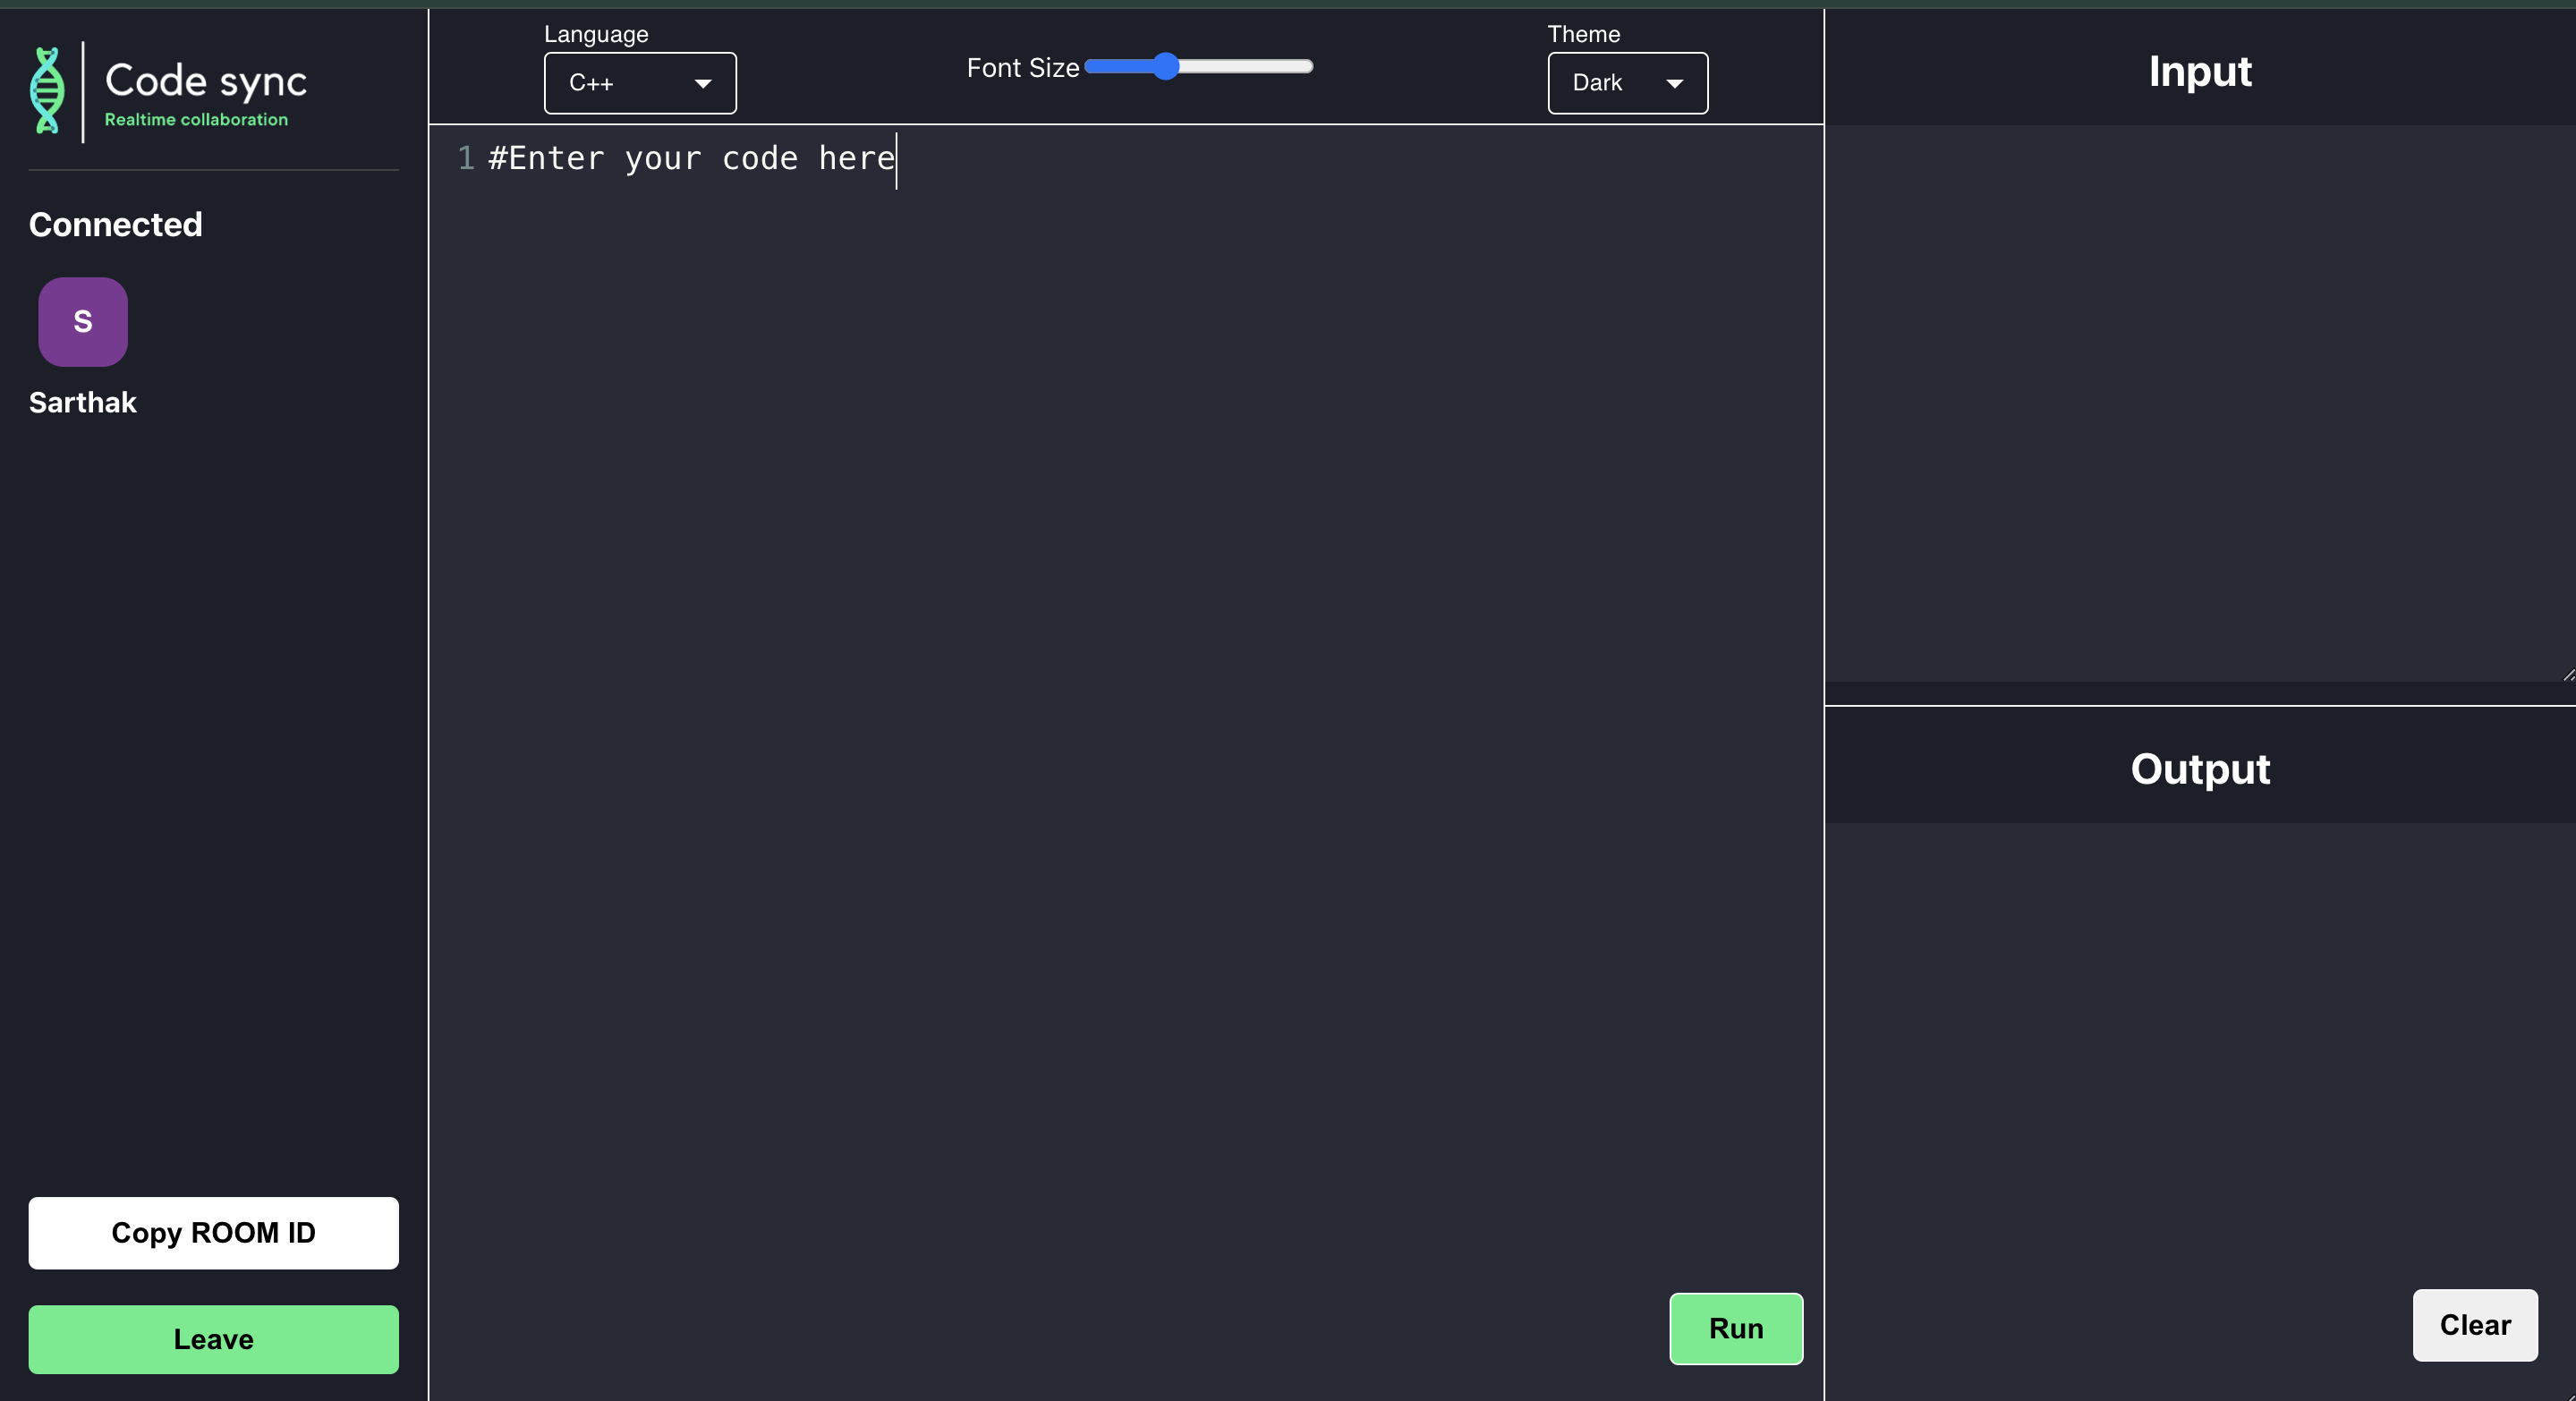 Code sync
Realtime collaboration
Connected
S
Sarthak
Copy ROOM ID
Leave
Language
C++
Font Size
Theme
Dark
1 #Enter your code here
Run
Input
Output
Clear